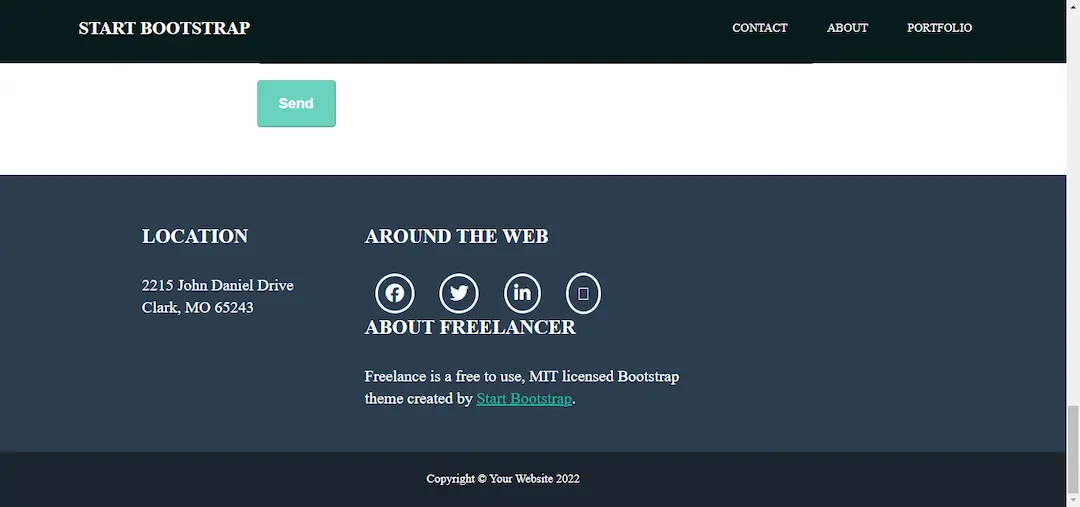 START BOOTSTRAP
CONTACT ABOUT PORTFOLIO
Send
LOCATION
2215 John Daniel Drive
Clark, MO 65243
AROUND THE WEB
ABOUT FREELANCER
Freelance is a free to use, MIT licensed Bootstrap
theme created by Start Bootstrap.
Copyright © Your Website 2022